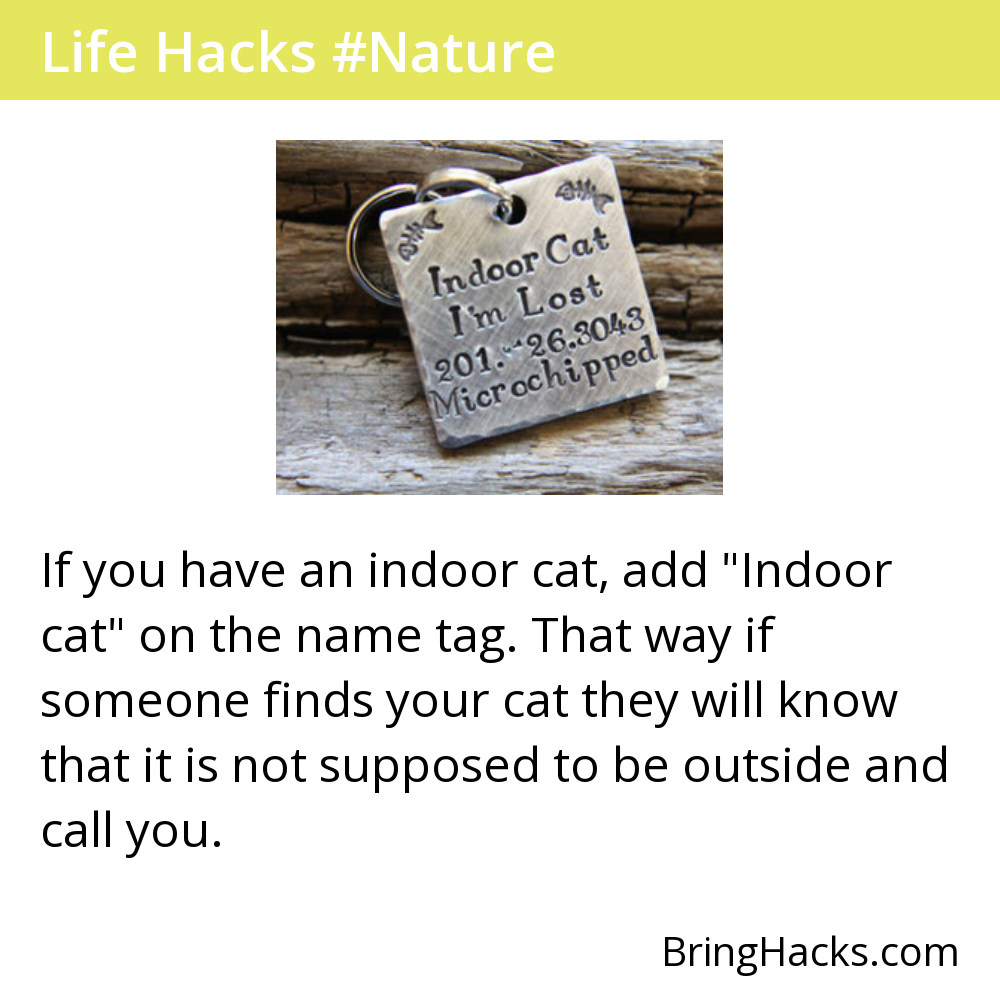 Life Hacks #Nature
Indoor Cat
I'm Lost
201. 26.3043
Microchipped
If you have an indoor cat, add "Indoor
cat" on the name tag. That way if
someone finds your cat they will know
that it is not supposed to be outside and
call you.
BringHacks.com